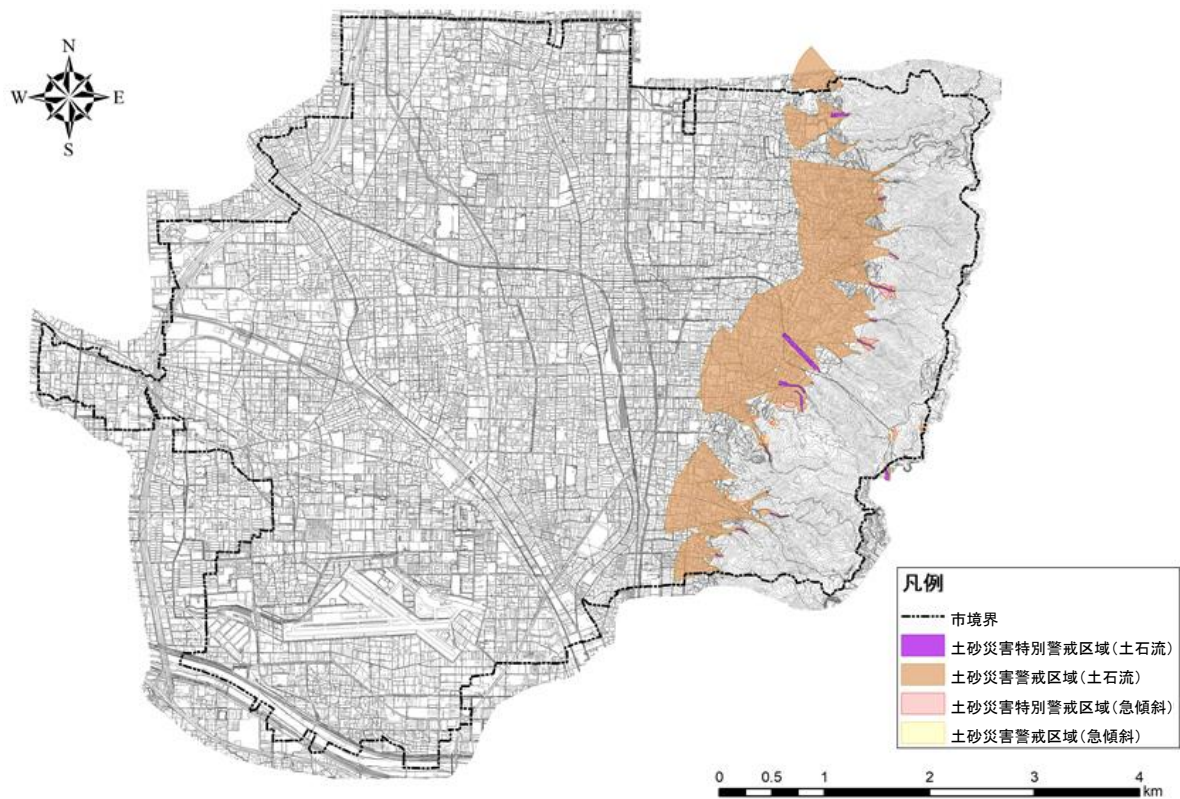 N
W E
S
凡例
市境界
土砂災害特別警戒区域(土石流)
土砂災害警戒区域(土石流)
土砂災害特別警戒区域(急傾斜)
土砂災害警戒区域(急傾斜)
0 0.5 1 2 3 4
km